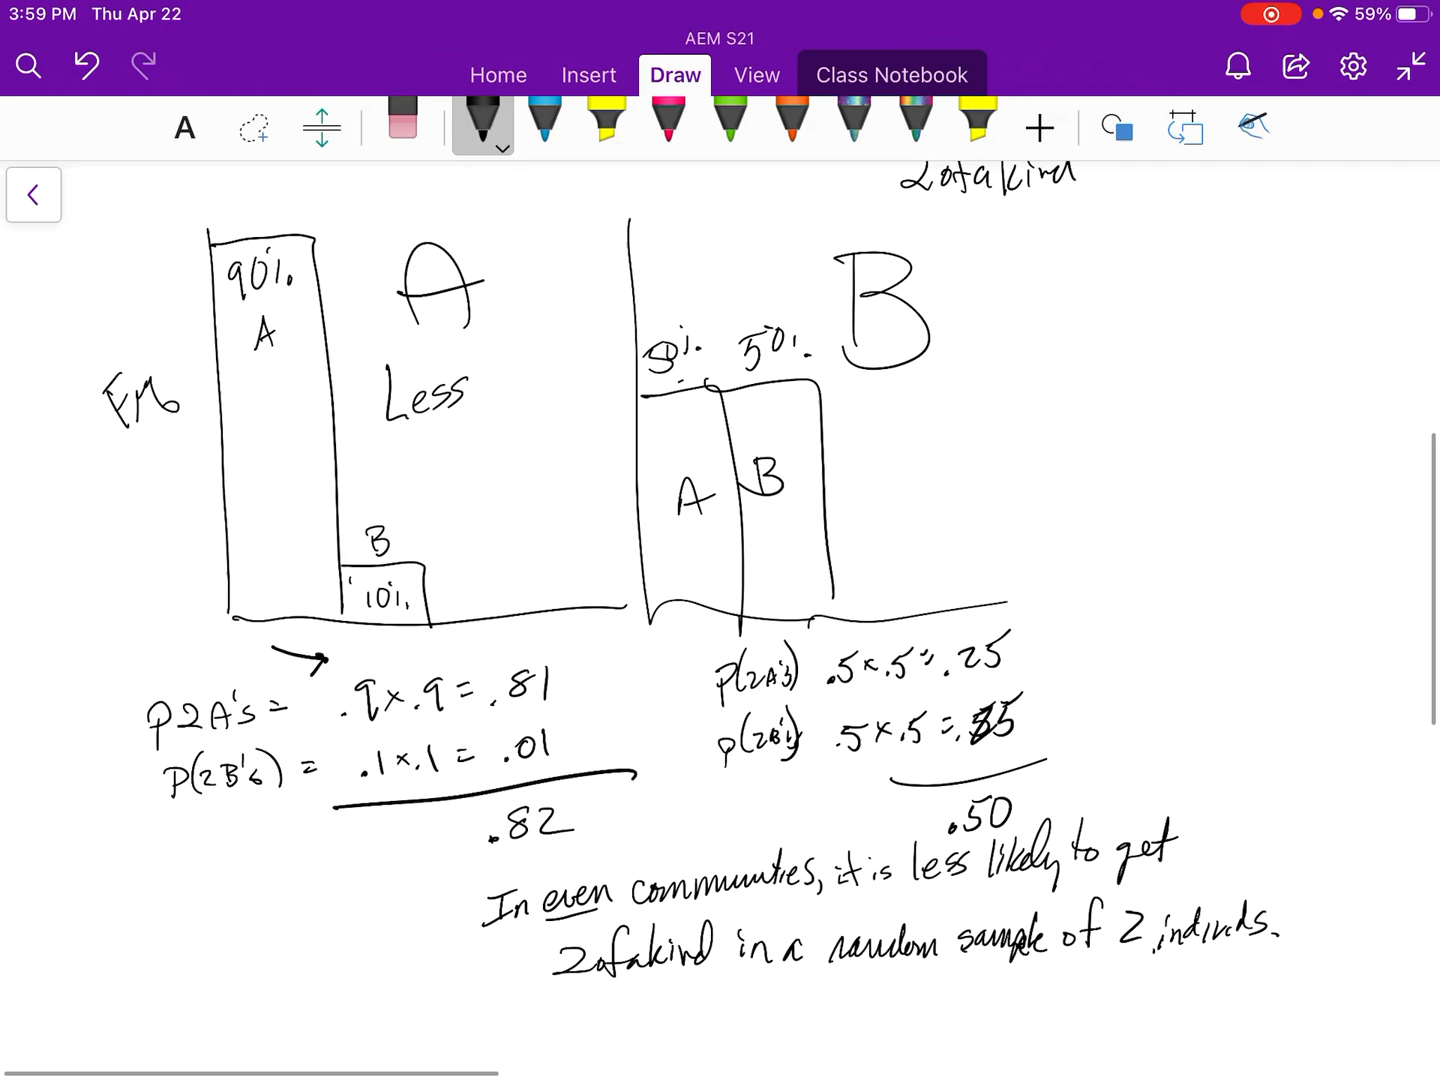 3:59 PM Thu Apr 22
59%
AEM S21
Home Insert Draw View Class Notebook
A
2ofakind
90%
A
A
Less
B
10%
50% 50%
B
A B
P2A's = .9 x .9 = .81
P(2B's) = .1 x .1 = .01
.82
P(2A's) .5 x .5 = .25
P(2B's) .5 x .5 = .25
.50
In even communities, it is less likely to get
2ofakind in a random sample of 2 individs.